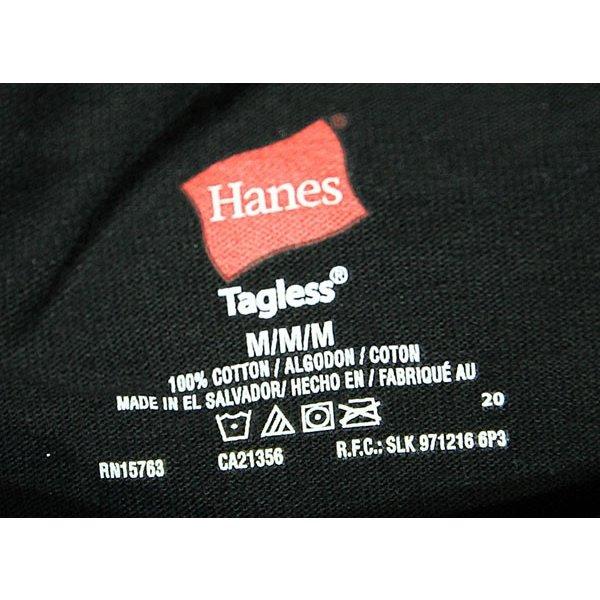 Hanes®
Tagless®
M/M/M
100% COTTON / ALGODON / COTON
MADE IN EL SALVADOR/ HECHO EN / FABRIQUÉ AU
20
RN15763 CA21356 R.F.C.: SLK 971216 6P3